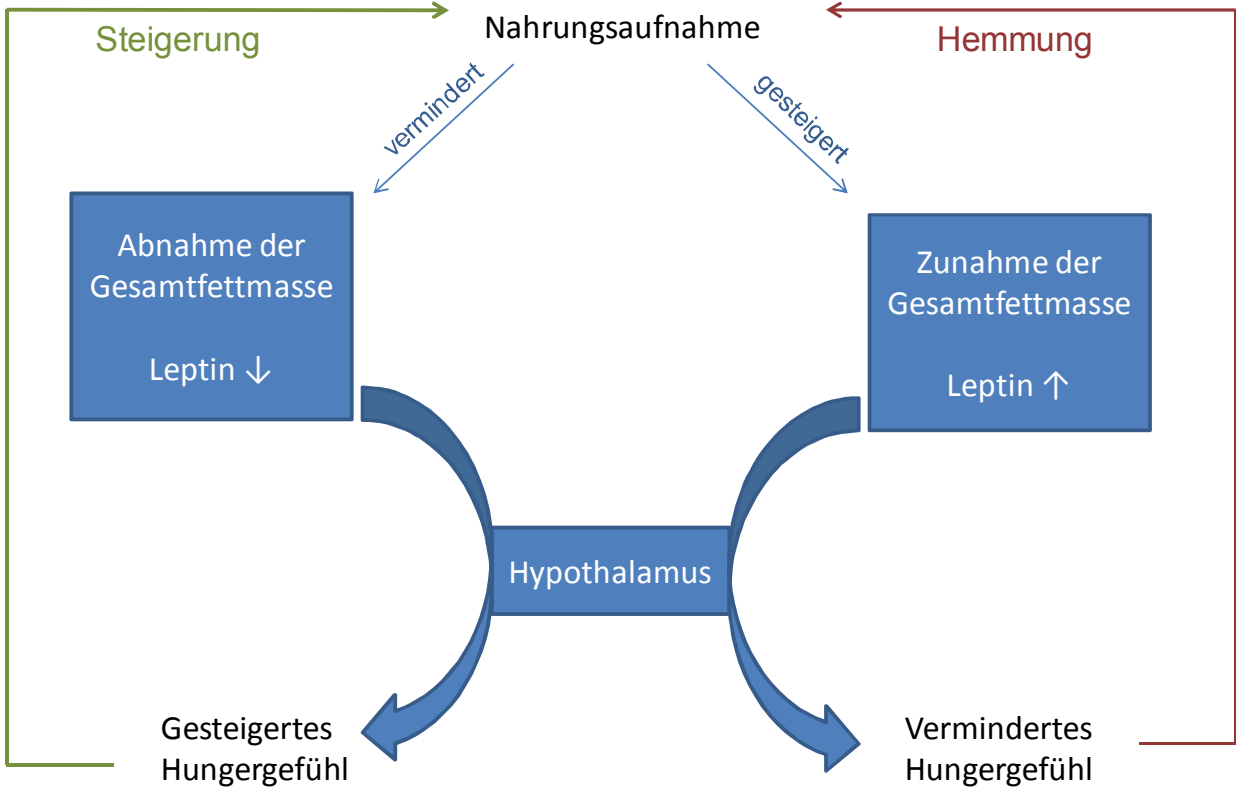 Steigerung
Nahrungsaufnahme
Hemmung
vermindert
gesteigert
Abnahme der
Gesamtfettmasse
Leptin ↓
Zunahme der
Gesamtfettmasse
Leptin ↑
Hypothalamus
Gesteigertes
Hungergefühl
Vermindertes
Hungergefühl